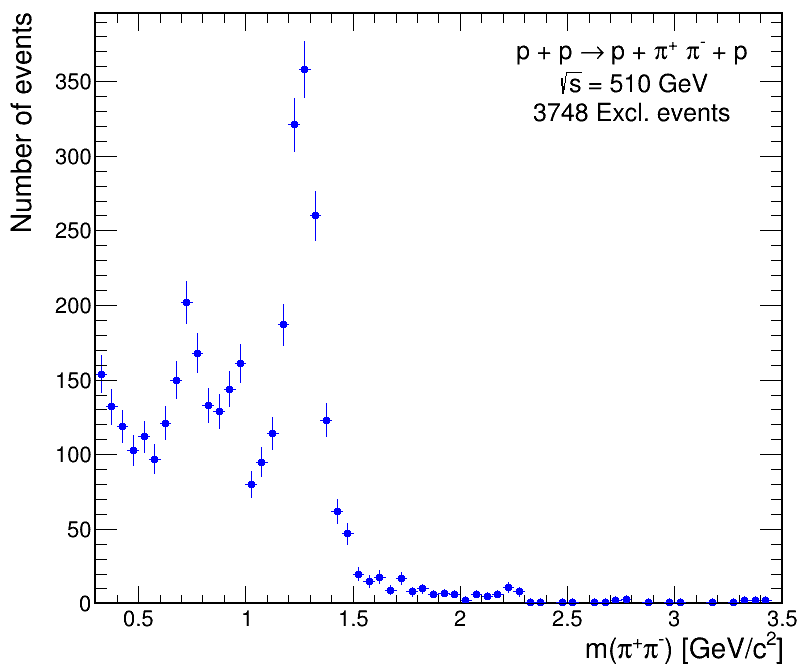 Number of events
p + p → p + π⁺ π⁻ + p
√s = 510 GeV
3748 Excl. events
350
300
250
200
150
100
50
0
0.5 1 1.5 2 2.5 3 3.5
m(π⁺π⁻) [GeV/c²]